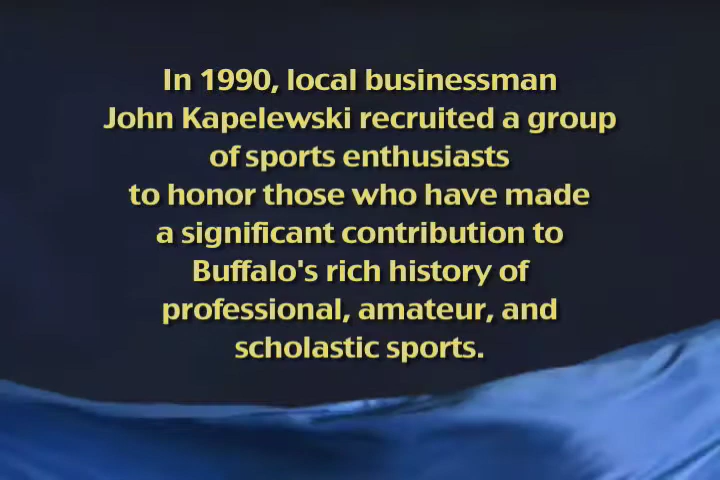 In 1990, local businessman
John Kapelewski recruited a group
of sports enthusiasts
to honor those who have made
a significant contribution to
Buffalo's rich history of
professional, amateur, and
scholastic sports.